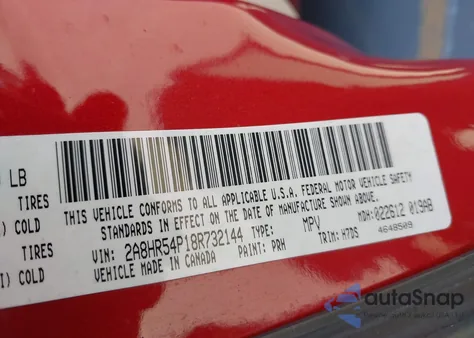 LB
TIRES
COLD
TIRES
COLD
THIS VEHICLE CONFORMS TO ALL APPLICABLE U.S.A. FEDERAL MOTOR VEHICLE SAFETY
STANDARDS IN EFFECT ON THE DATE OF MANUFACTURE SHOWN ABOVE.
VIN: 2A8HR54P18R732144 TYPE: MPV MDH: 022612 019AB
VEHICLE MADE IN CANADA PAINT: PRH TRIM: H7DS 4648509
autoSnap